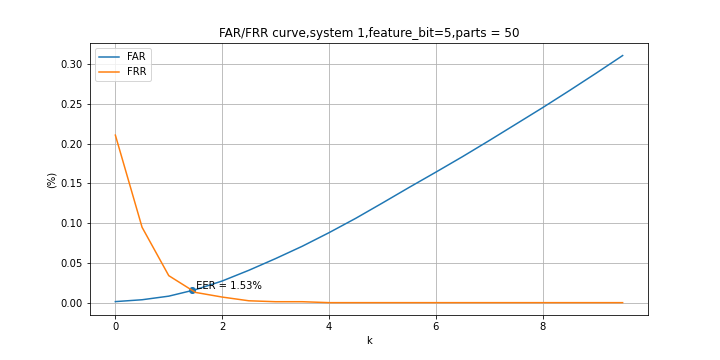 FAR/FRR curve,system 1,feature_bit=5,parts = 50
FAR
FRR
0.30
0.25
0.20
0.15
0.10
0.05
0.00
(%)
EER = 1.53%
0 2 4 6 8
k